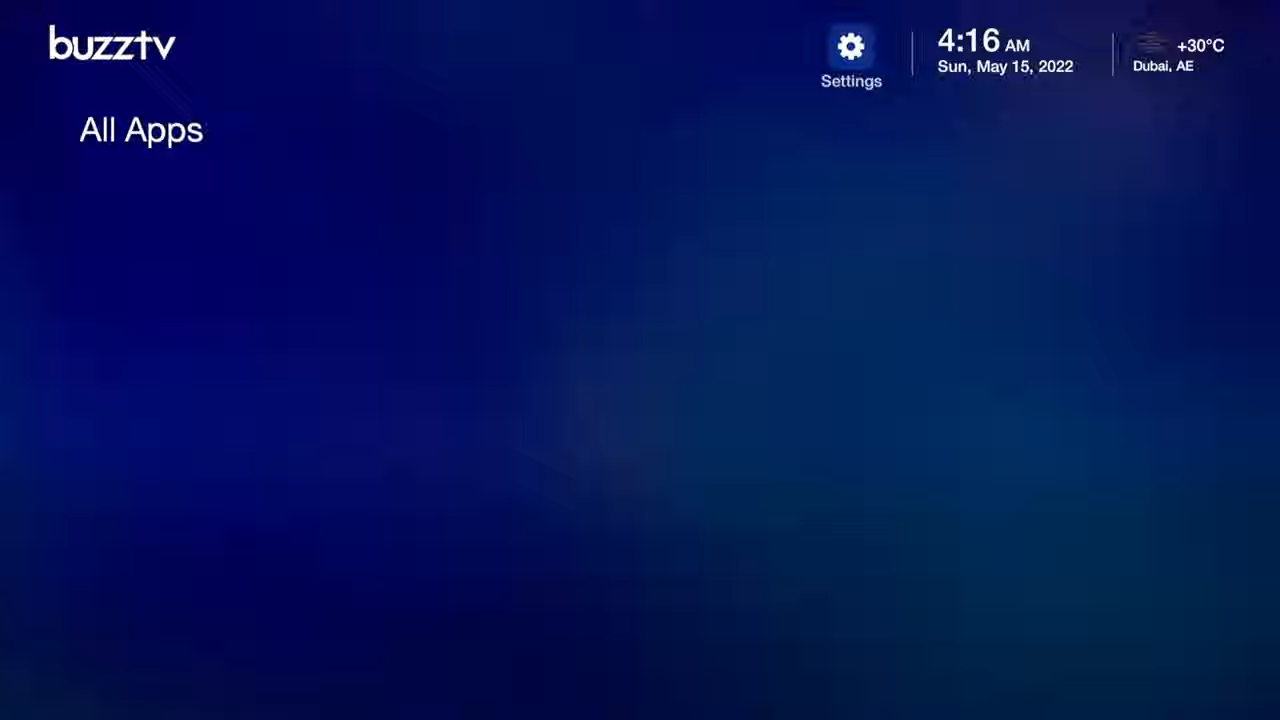 buzztv
Settings
4:16 AM
Sun, May 15, 2022
+30°C
Dubai, AE
All Apps